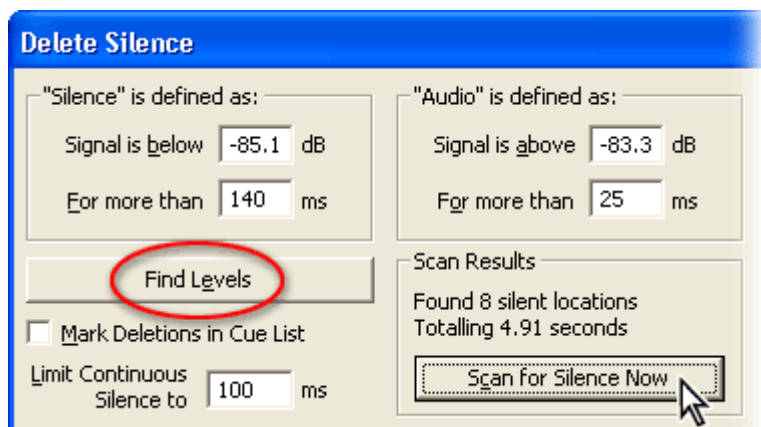 Delete Silence
"Silence" is defined as:
Signal is below -85.1 dB
For more than 140 ms
"Audio" is defined as:
Signal is above -83.3 dB
For more than 25 ms
Find Levels
Mark Deletions in Cue List
Limit Continuous
Silence to 100 ms
Scan Results
Found 8 silent locations
Totalling 4.91 seconds
Scan for Silence Now